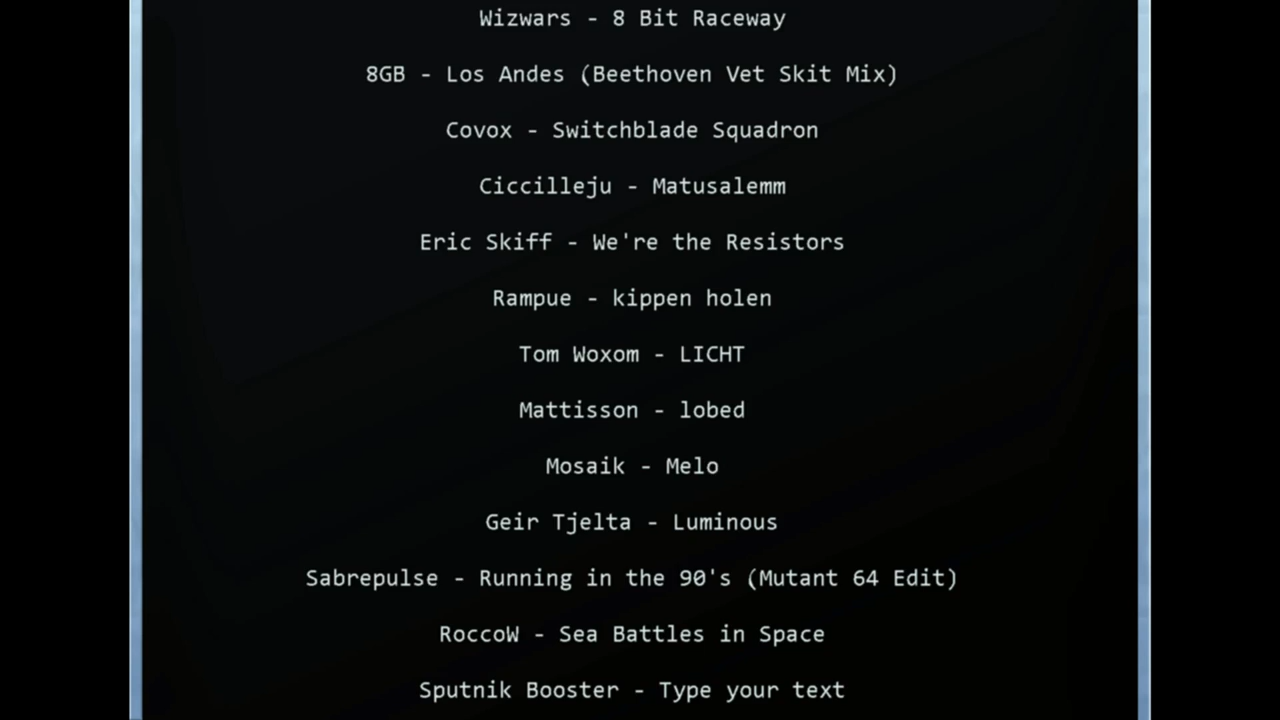 Wizwars - 8 Bit Raceway
8GB - Los Andes (Beethoven Vet Skit Mix)
Covox - Switchblade Squadron
Ciccilleju - Matusalemm
Eric Skiff - We're the Resistors
Rampue - kippen holen
Tom Woxom - LICHT
Mattisson - lobed
Mosaik - Melo
Geir Tjelta - Luminous
Sabrepulse - Running in the 90's (Mutant 64 Edit)
RoccoW - Sea Battles in Space
Sputnik Booster - Type your text